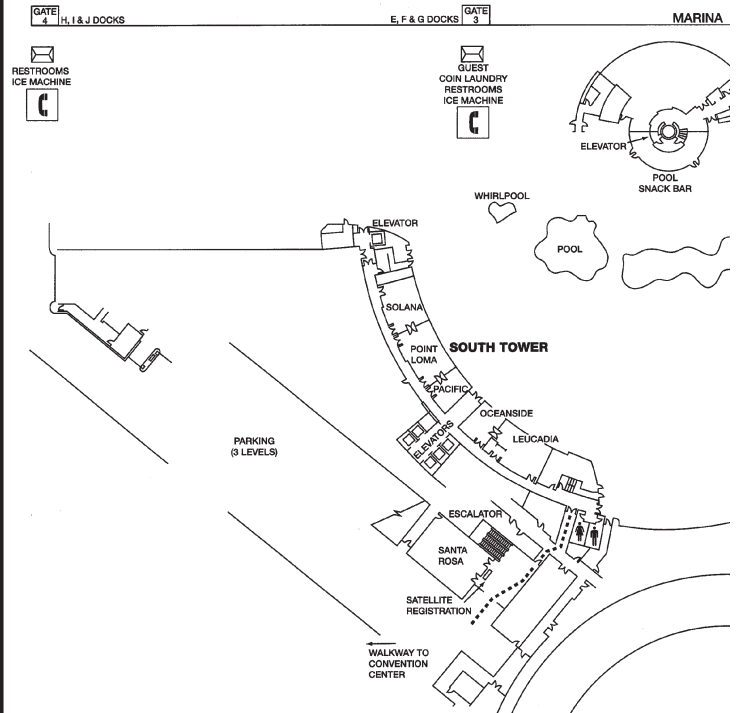 GATE
4
H, I & J DOCKS
E, F & G DOCKS
GATE
3
MARINA
RESTROOMS
ICE MACHINE
GUEST
COIN LAUNDRY
RESTROOMS
ICE MACHINE
ELEVATOR
POOL
SNACK BAR
WHIRLPOOL
POOL
ELEVATOR
SOLANA
POINT
LOMA
SOUTH TOWER
PACIFIC
OCEANSIDE
LEUCADIA
ELEVATORS
PARKING
(3 LEVELS)
ESCALATOR
SANTA
ROSA
SATELLITE
REGISTRATION
WALKWAY TO
CONVENTION
CENTER